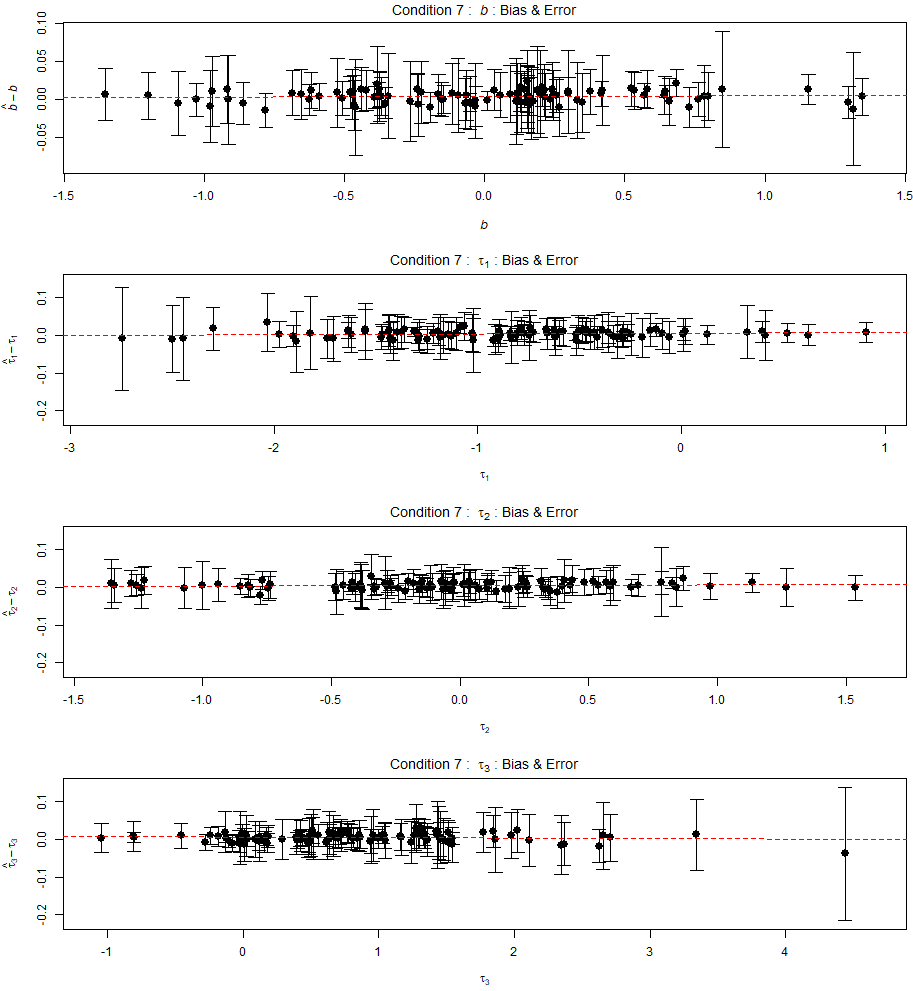 Condition 7 : b : Bias & Error
b̂ − b
0.10
0.05
0.00
-0.05
-1.5 -1.0 -0.5 0.0 0.5 1.0 1.5
b
Condition 7 : τ1 : Bias & Error
τ̂1 − τ1
0.1
0.0
-0.1
-0.2
-3 -2 -1 0 1
τ1
Condition 7 : τ2 : Bias & Error
τ̂2 − τ2
0.1
0.0
-0.1
-0.2
-1.5 -1.0 -0.5 0.0 0.5 1.0 1.5
τ2
Condition 7 : τ3 : Bias & Error
τ̂3 − τ3
0.1
0.0
-0.1
-0.2
-1 0 1 2 3 4
τ3